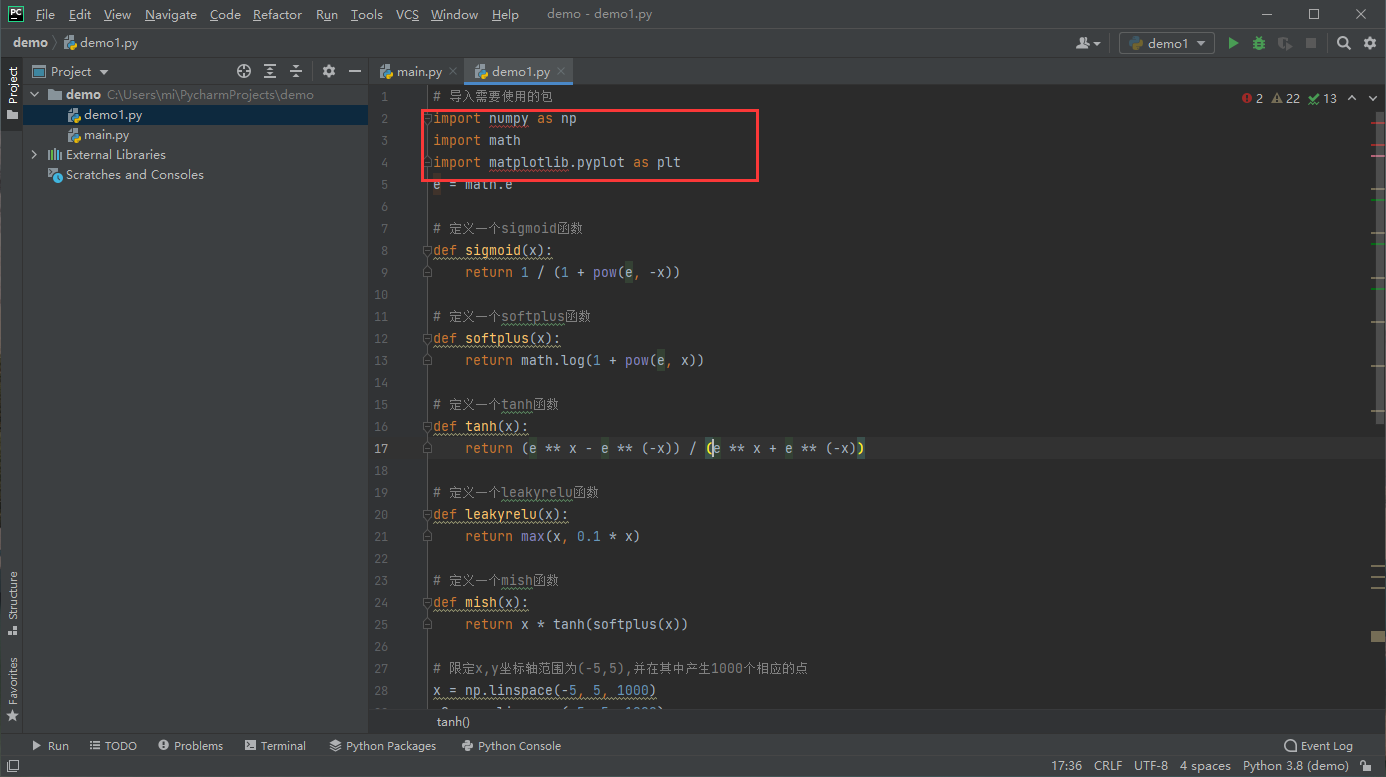 PC File Edit View Navigate Code Refactor Run Tools VCS Window Help demo - demo1.py
demo demo1.py demo1
Project
Project
demo C:\Users\mi\PycharmProjects\demo
demo1.py
main.py
External Libraries
Scratches and Consoles
Structure
Favorites
main.py demo1.py
2 22 13
1 # 导入需要使用的包
2 import numpy as np
3 import math
4 import matplotlib.pyplot as plt
5 e = math.e
6
7 # 定义一个sigmoid函数
8 def sigmoid(x):
9 return 1 / (1 + pow(e, -x))
10
11 # 定义一个softplus函数
12 def softplus(x):
13 return math.log(1 + pow(e, x))
14
15 # 定义一个tanh函数
16 def tanh(x):
17 return (e ** x - e ** (-x)) / (e ** x + e ** (-x))
18
19 # 定义一个leakyrelu函数
20 def leakyrelu(x):
21 return max(x, 0.1 * x)
22
23 # 定义一个mish函数
24 def mish(x):
25 return x * tanh(softplus(x))
26
27 # 限定x,y坐标轴范围为(-5,5),并在其中产生1000个相应的点
28 x = np.linspace(-5, 5, 1000)
tanh()
Run TODO Problems Terminal Python Packages Python Console Event Log
17:36 CRLF UTF-8 4 spaces Python 3.8 (demo)